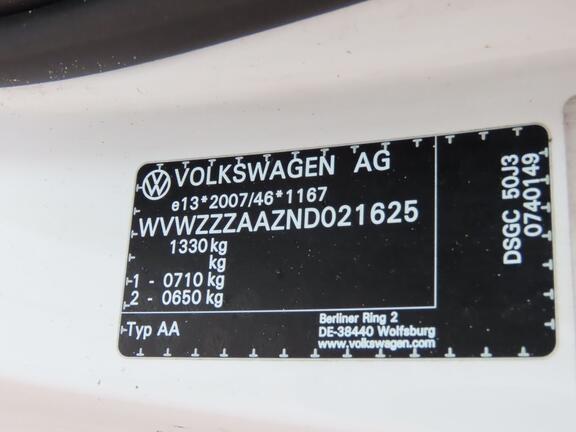 VOLKSWAGEN AG
e13*2007/46*1167
WVWZZZAAZND021625
1330 kg
kg
1 - 0710 kg
2 - 0650 kg
Typ AA
Berliner Ring 2
DE-38440 Wolfsburg
www.volkswagen.com
DSGC 50J3
0740149